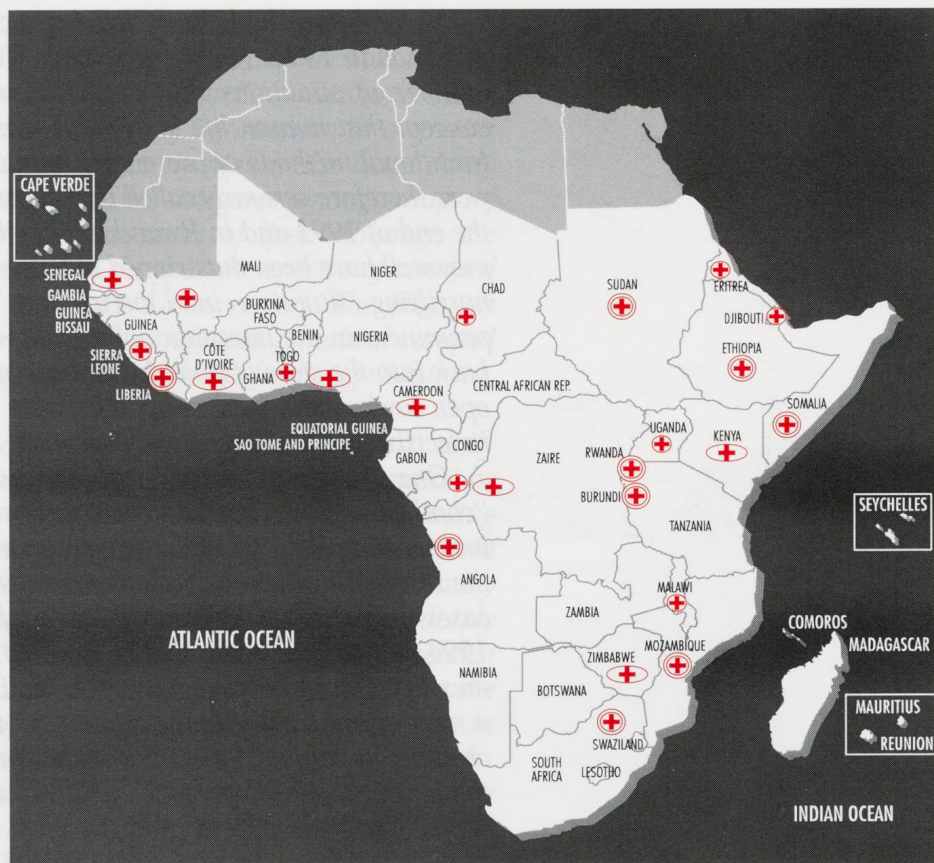 CAPE VERDE
SENEGAL
GAMBIA
GUINEA
BISSAU
GUINEA
SIERRA
LEONE
LIBERIA
MALI
BURKINA
FASO
CÔTE
D'IVOIRE
GHANA
TOGO
BENIN
NIGER
NIGERIA
CHAD
SUDAN
ERITREA
DJIBOUTI
ETHIOPIA
SOMALIA
CAMEROON
CENTRAL AFRICAN REP.
EQUATORIAL GUINEA
SAO TOME AND PRINCIPE
GABON
CONGO
ZAIRE
UGANDA
KENYA
RWANDA
BURUNDI
TANZANIA
SEYCHELLES
ANGOLA
ZAMBIA
MALAWI
MOZAMBIQUE
ZIMBABWE
COMOROS
MADAGASCAR
ATLANTIC OCEAN
NAMIBIA
BOTSWANA
MAURITIUS
REUNION
SWAZILAND
SOUTH
AFRICA
LESOTHO
INDIAN OCEAN